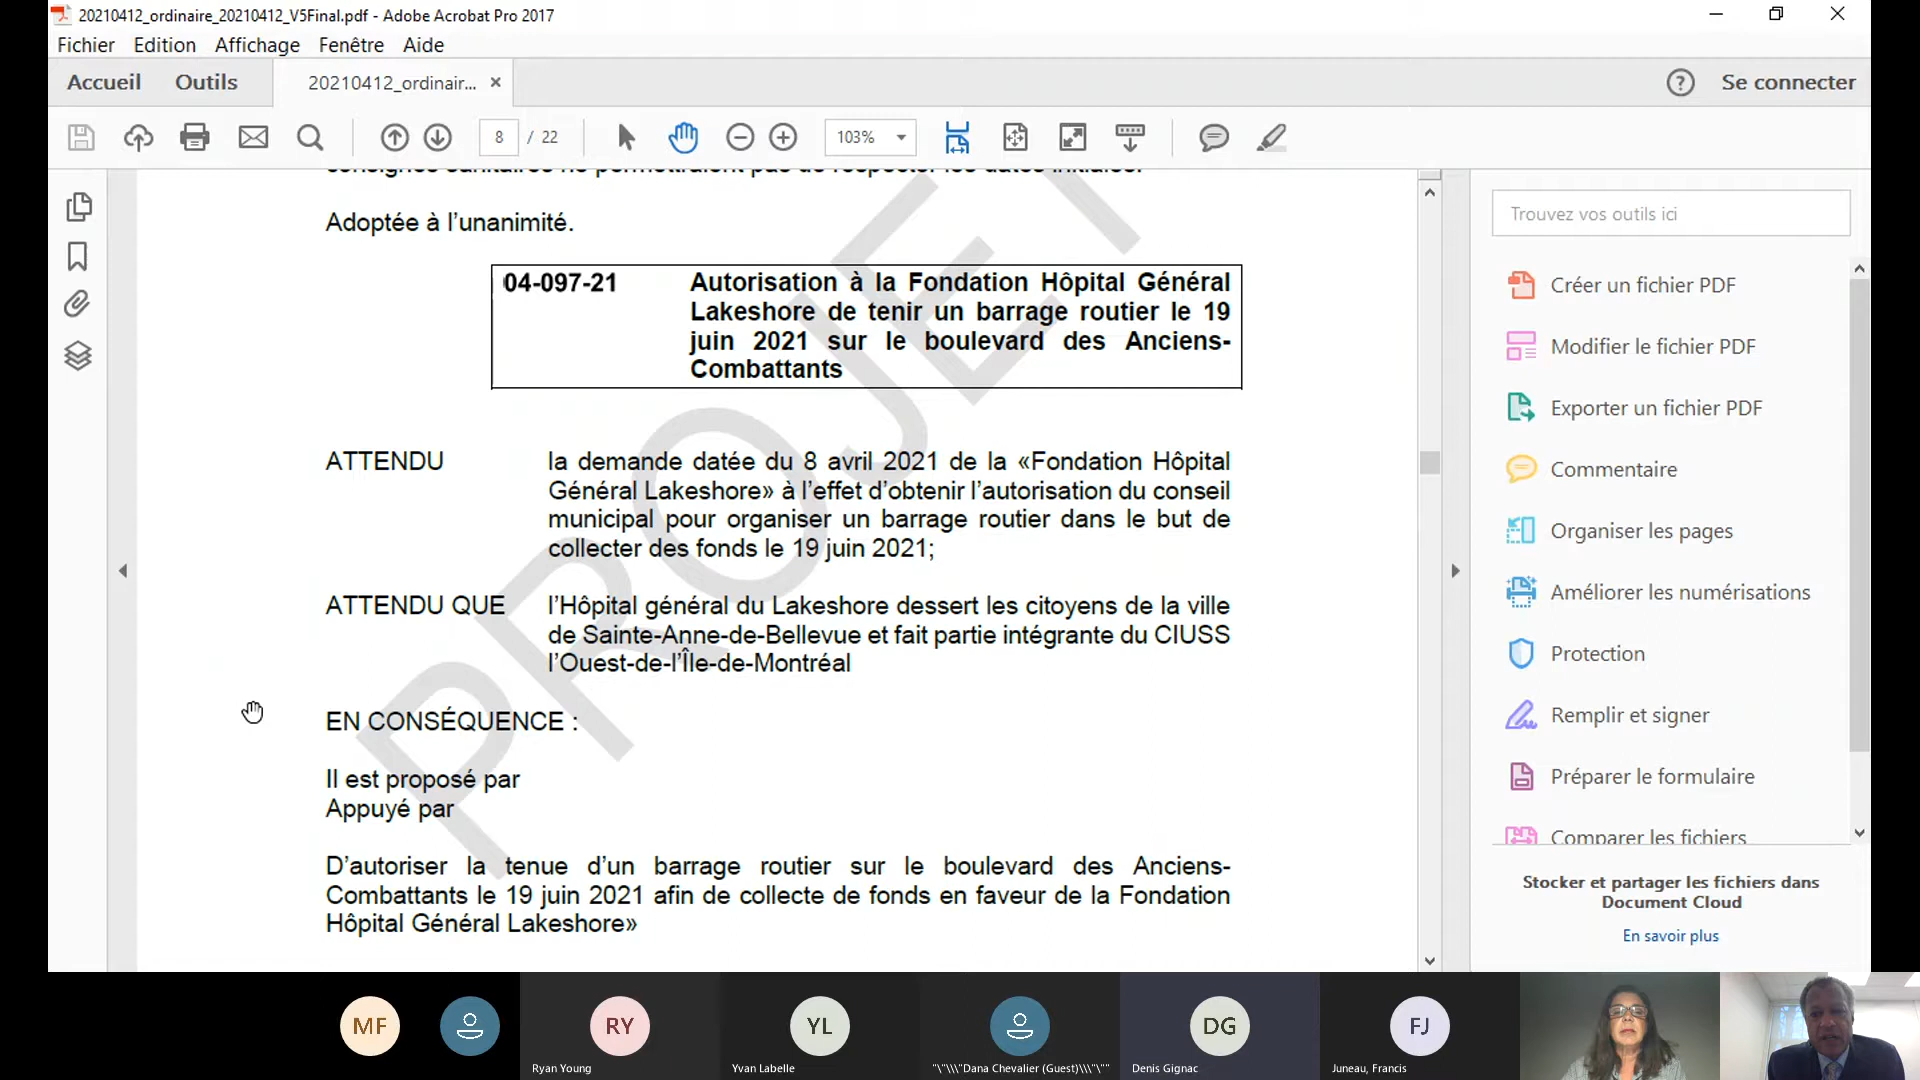 20210412_ordinaire_20210412_V5Final.pdf - Adobe Acrobat Pro 2017
Fichier Edition Affichage Fenêtre Aide
Accueil Outils 20210412_ordinair... × Se connecter
8 / 22 103%
consignes sanitaires ne permettraient pas de respecter les dates initiales.
Adoptée à l'unanimité.
04-097-21 Autorisation à la Fondation Hôpital Général
Lakeshore de tenir un barrage routier le 19
juin 2021 sur le boulevard des Anciens-
Combattants
ATTENDU la demande datée du 8 avril 2021 de la «Fondation Hôpital
Général Lakeshore» à l'effet d'obtenir l'autorisation du conseil
municipal pour organiser un barrage routier dans le but de
collecter des fonds le 19 juin 2021;
ATTENDU QUE l'Hôpital général du Lakeshore dessert les citoyens de la ville
de Sainte-Anne-de-Bellevue et fait partie intégrante du CIUSS
l'Ouest-de-l'Île-de-Montréal
EN CONSÉQUENCE :
Il est proposé par
Appuyé par
D'autoriser la tenue d'un barrage routier sur le boulevard des Anciens-
Combattants le 19 juin 2021 afin de collecte de fonds en faveur de la Fondation
Hôpital Général Lakeshore»
PROJET
Trouvez vos outils ici
Créer un fichier PDF
Modifier le fichier PDF
Exporter un fichier PDF
Commentaire
Organiser les pages
Améliorer les numérisations
Protection
Remplir et signer
Préparer le formulaire
Comparer les fichiers
Stocker et partager les fichiers dans
Document Cloud
En savoir plus
MF RY YL DG FJ
Ryan Young Yvan Labelle "\"\\\"Dana Chevalier (Guest)\\\"\"" Denis Gignac Juneau, Francis